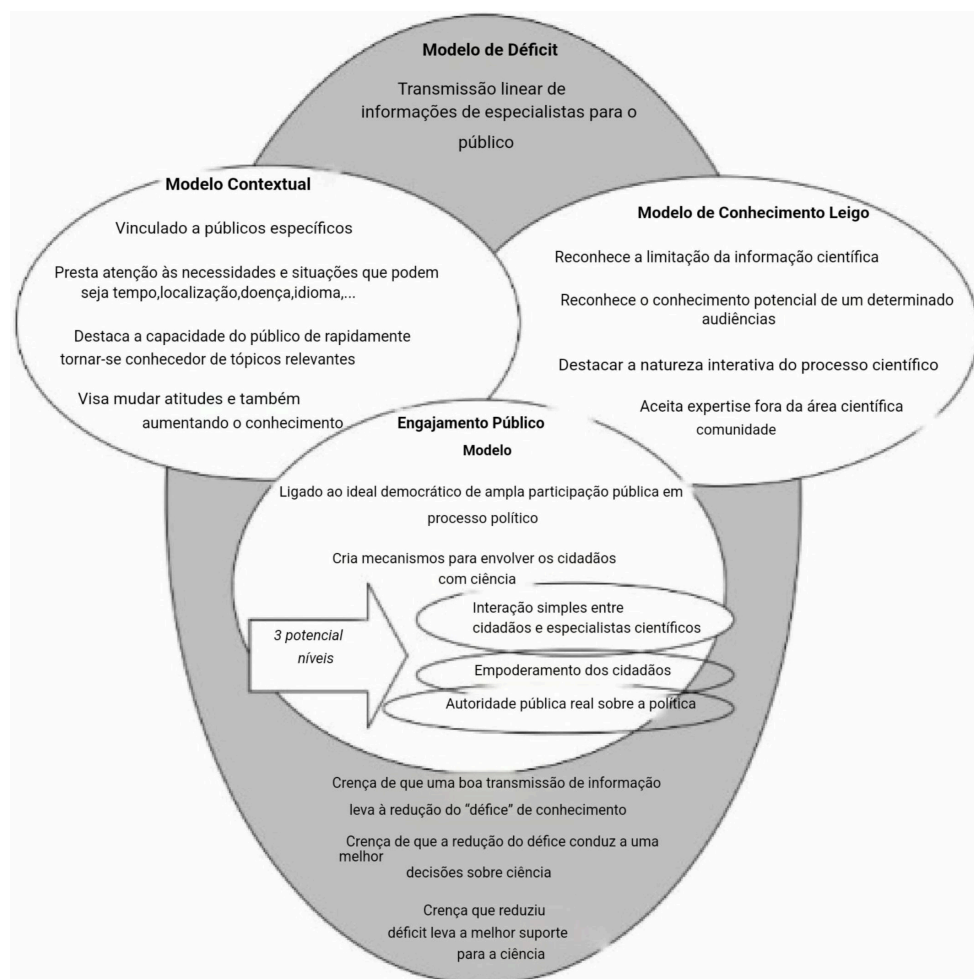 Modelo de Déficit
Transmissão linear de
informações de especialistas para o
público
Modelo Contextual
Vinculado a públicos específicos
Presta atenção às necessidades e situações que podem
seja tempo,localização,doença,idioma,...
Destaca a capacidade do público de rapidamente
tornar-se conhecedor de tópicos relevantes
Visa mudar atitudes e também
aumentando o conhecimento
Modelo de Conhecimento Leigo
Reconhece a limitação da informação científica
Reconhece o conhecimento potencial de um determinado
audiências
Destacar a natureza interativa do processo científico
Aceita expertise fora da área científica
comunidade
Engajamento Público
Modelo
Ligado ao ideal democrático de ampla participação pública em
processo político
Cria mecanismos para envolver os cidadãos
com ciência
3 potencial
níveis
Interação simples entre
cidadãos e especialistas científicos
Empoderamento dos cidadãos
Autoridade pública real sobre a política
Crença de que uma boa transmissão de informação
leva à redução do “défice” de conhecimento
Crença de que a redução do défice conduz a uma
melhor
decisões sobre ciência
Crença que reduziu
déficit leva a melhor suporte
para a ciência